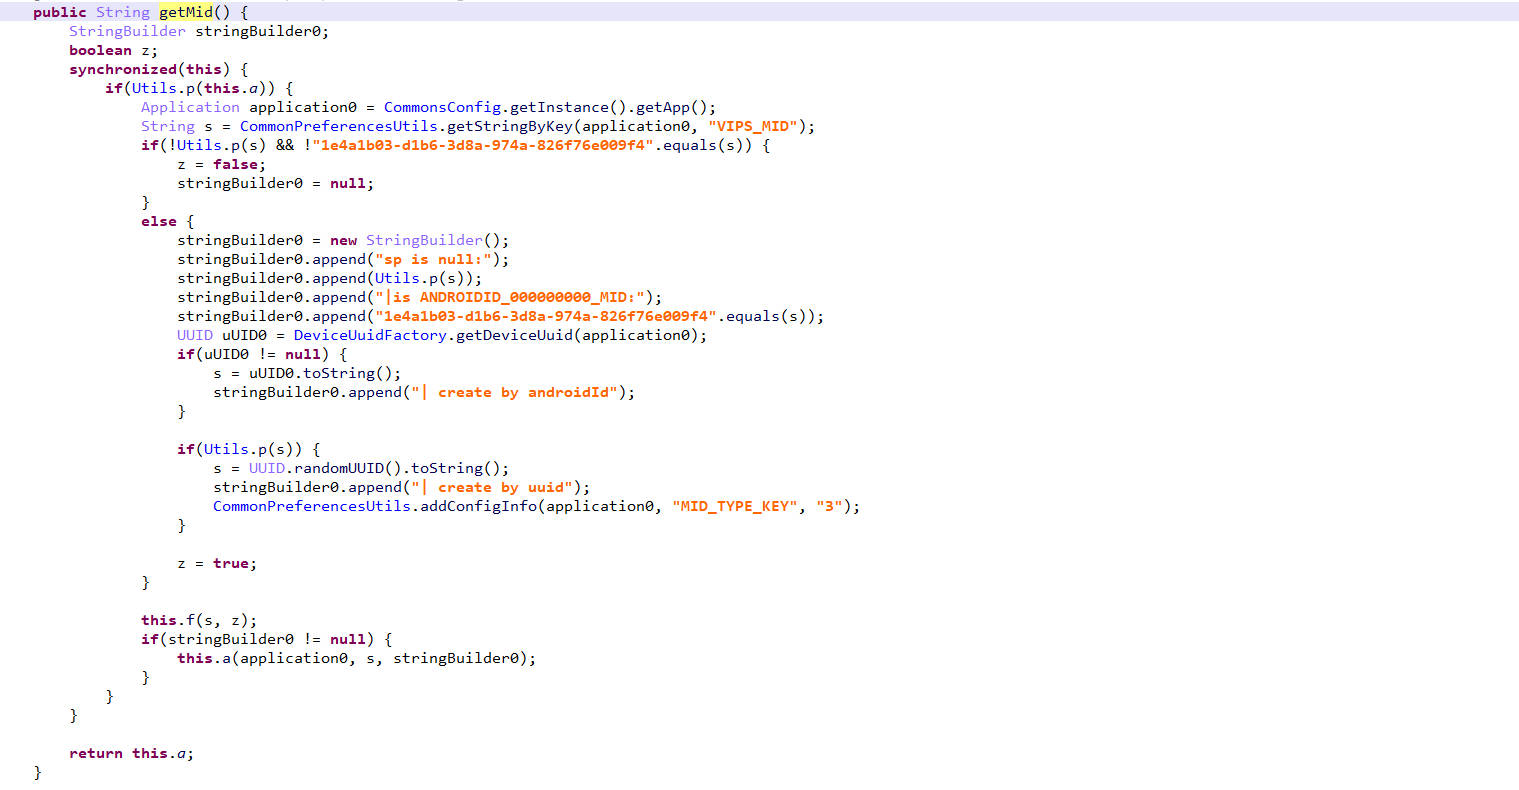 public String getMid() {
StringBuilder stringBuilder0;
boolean z;
synchronized(this) {
if(Utils.p(this.a)) {
Application application0 = CommonsConfig.getInstance().getApp();
String s = CommonPreferencesUtils.getStringByKey(application0, "VIPS_MID");
if(!Utils.p(s) && !"1e4a1b03-d1b6-3d8a-974a-826f76e009f4".equals(s)) {
z = false;
stringBuilder0 = null;
}
else {
stringBuilder0 = new StringBuilder();
stringBuilder0.append("sp is null:");
stringBuilder0.append(Utils.p(s));
stringBuilder0.append("|is ANDROIDID_000000000_MID:");
stringBuilder0.append("1e4a1b03-d1b6-3d8a-974a-826f76e009f4".equals(s));
UUID uUID0 = DeviceUuidFactory.getDeviceUuid(application0);
if(uUID0 != null) {
s = uUID0.toString();
stringBuilder0.append("| create by androidId");
}
if(Utils.p(s)) {
s = UUID.randomUUID().toString();
stringBuilder0.append("| create by uuid");
CommonPreferencesUtils.addConfigInfo(application0, "MID_TYPE_KEY", "3");
}
z = true;
}
this.f(s, z);
if(stringBuilder0 != null) {
this.a(application0, s, stringBuilder0);
}
}
}
return this.a;
}